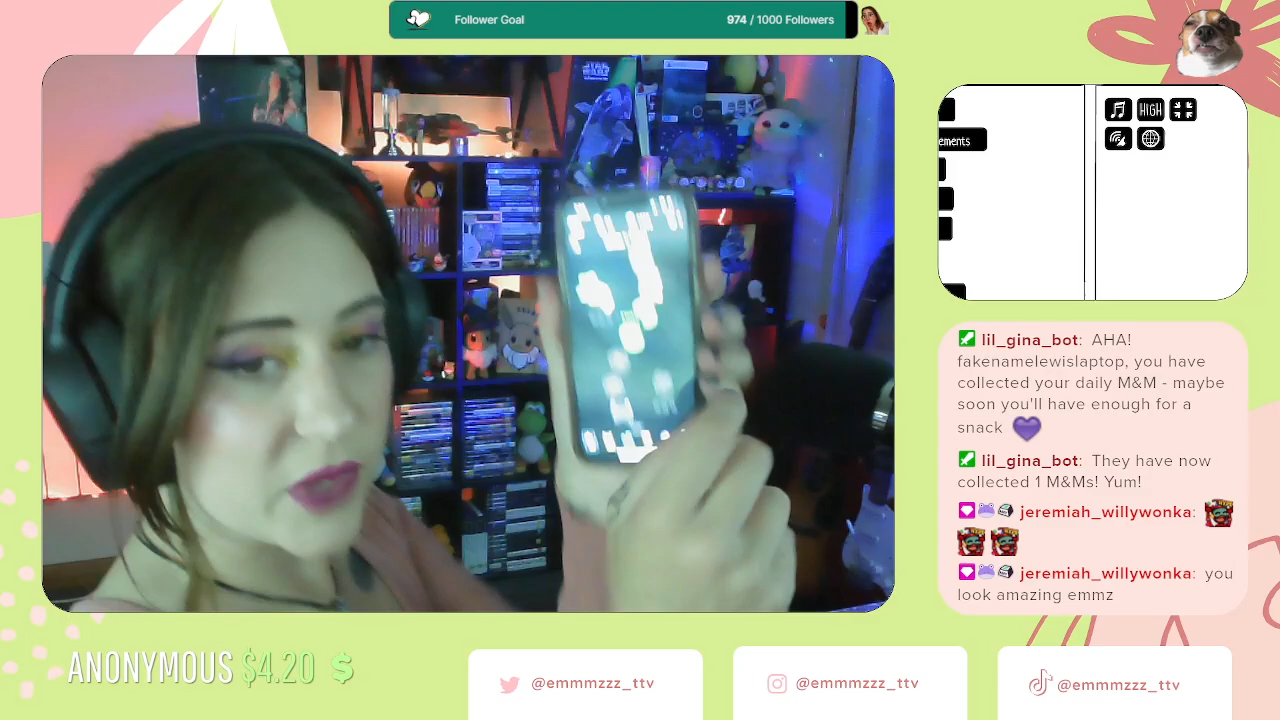 Follower Goal 974 / 1000 Followers
STAR WARS
HIGH
ements
lil_gina_bot: AHA!
fakenamelewislaptop, you have
collected your daily M&M - maybe
soon you'll have enough for a
snack
lil_gina_bot: They have now
collected 1 M&Ms! Yum!
jeremiah_willywonka:
jeremiah_willywonka: you
look amazing emmz
ANONYMOUS $4.20 $
@emmmzzz_ttv
@emmmzzz_ttv
@emmmzzz_ttv